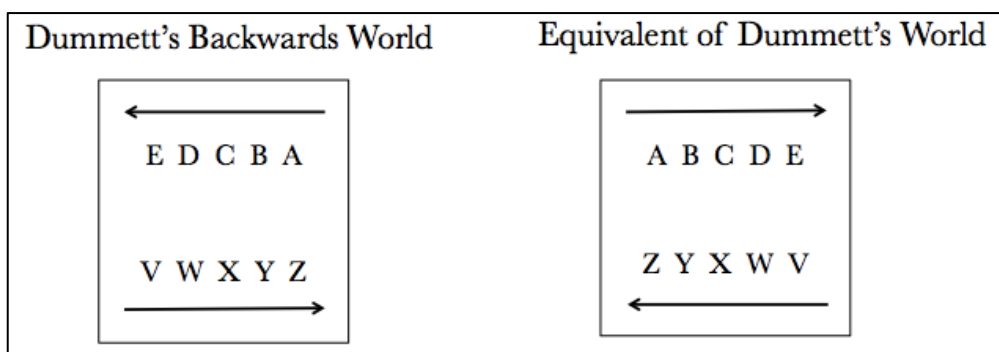 Dummett's Backwards World
E D C B A
V W X Y Z
Equivalent of Dummett's World
A B C D E
Z Y X W V